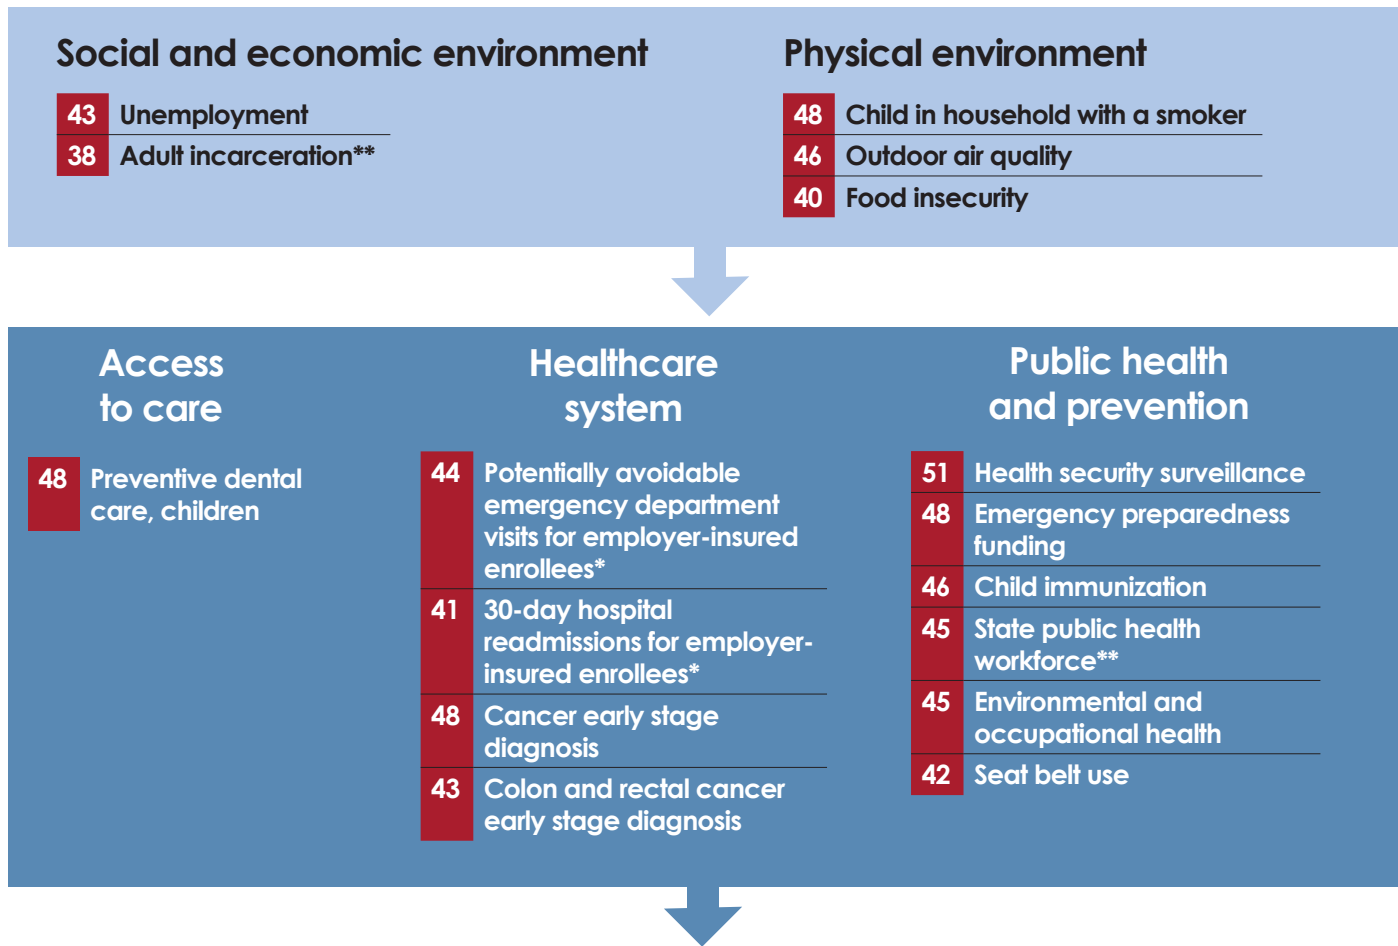 Social and economic environment
43 Unemployment
38 Adult incarceration**
Physical environment
48 Child in household with a smoker
46 Outdoor air quality
40 Food insecurity
Access
to care
48 Preventive dental
care, children
Healthcare
system
44 Potentially avoidable
emergency department
visits for employer-insured
enrollees*
41 30-day hospital
readmissions for employer-
insured enrollees*
48 Cancer early stage
diagnosis
43 Colon and rectal cancer
early stage diagnosis
Public health
and prevention
51 Health security surveillance
48 Emergency preparedness
funding
46 Child immunization
45 State public health
workforce**
45 Environmental and
occupational health
42 Seat belt use